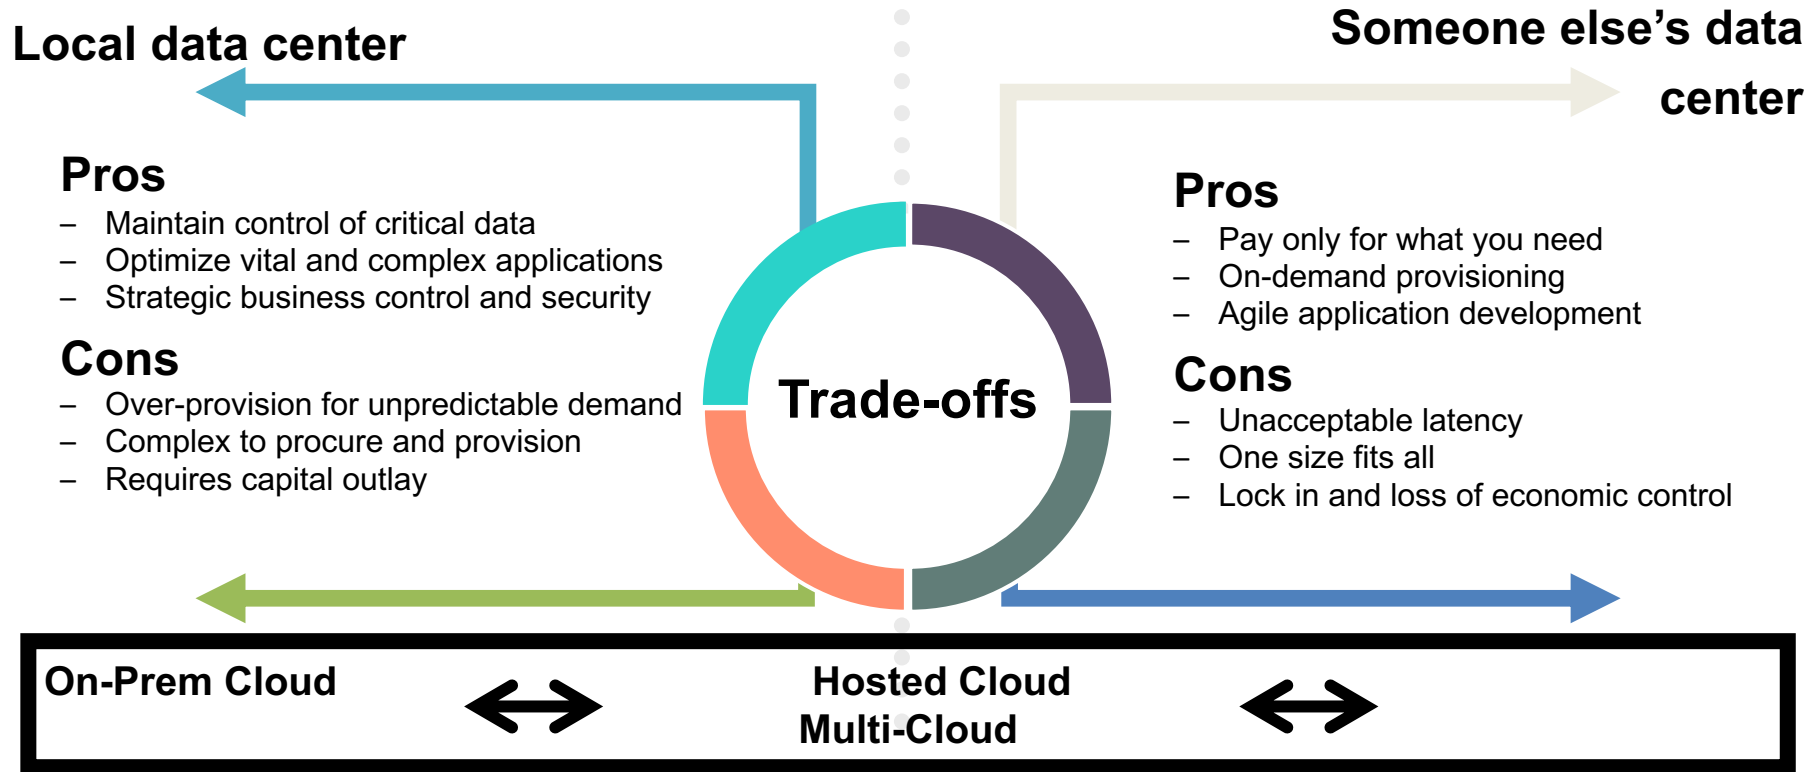 Local data center
Pros
– Maintain control of critical data
– Optimize vital and complex applications
– Strategic business control and security
Cons
– Over-provision for unpredictable demand
– Complex to procure and provision
– Requires capital outlay
Trade-offs
Someone else’s data
center
Pros
– Pay only for what you need
– On-demand provisioning
– Agile application development
Cons
– Unacceptable latency
– One size fits all
– Lock in and loss of economic control
On-Prem Cloud
Hosted Cloud
Multi-Cloud